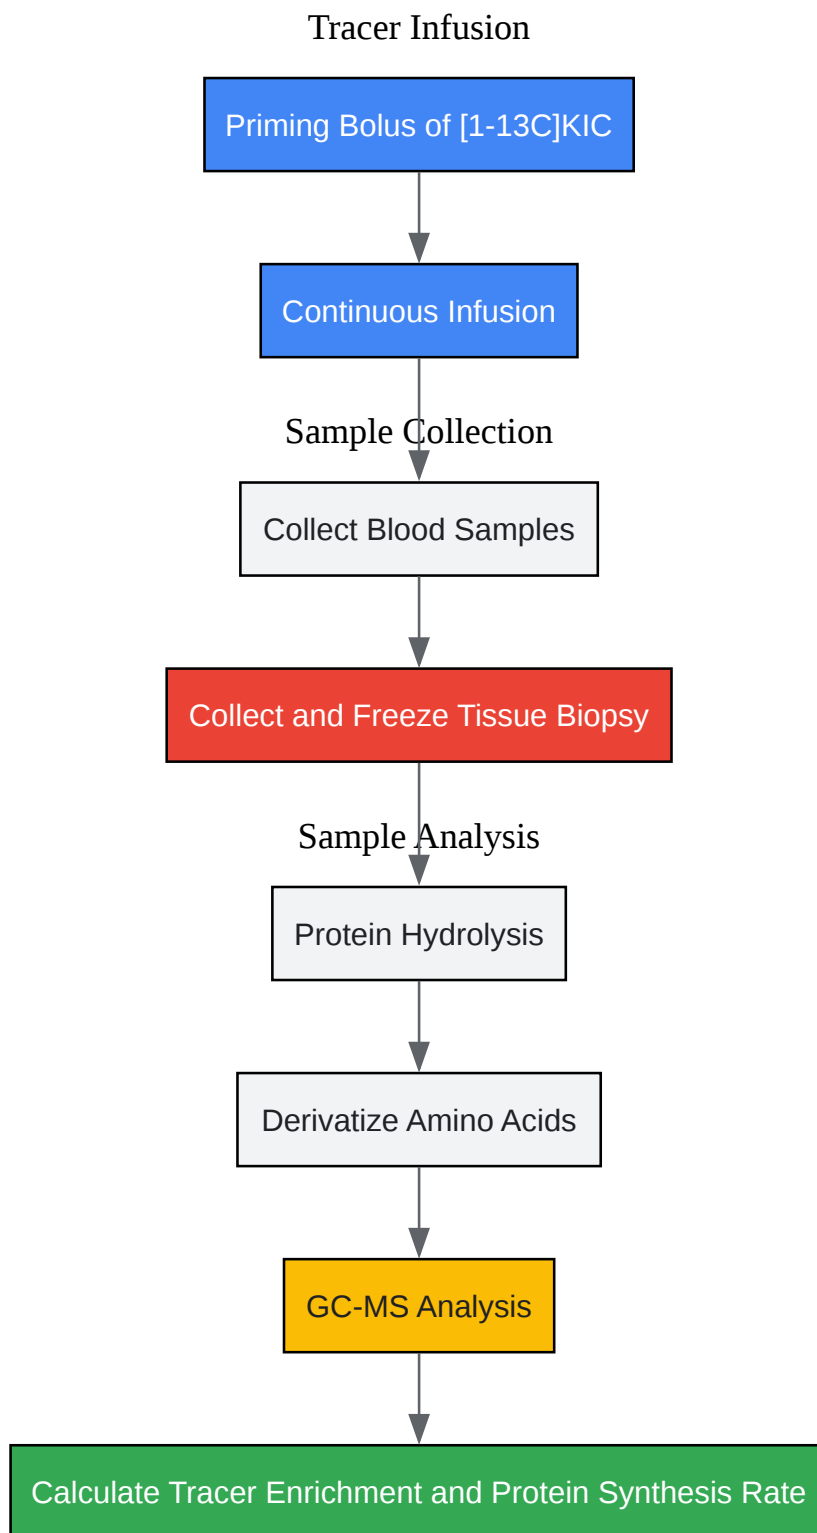 Tracer Infusion
Priming Bolus of [1-13C]KIC
Continuous Infusion
Sample Collection
Collect Blood Samples
Collect and Freeze Tissue Biopsy
Sample Analysis
Protein Hydrolysis
Derivatize Amino Acids
GC-MS Analysis
Calculate Tracer Enrichment and Protein Synthesis Rate